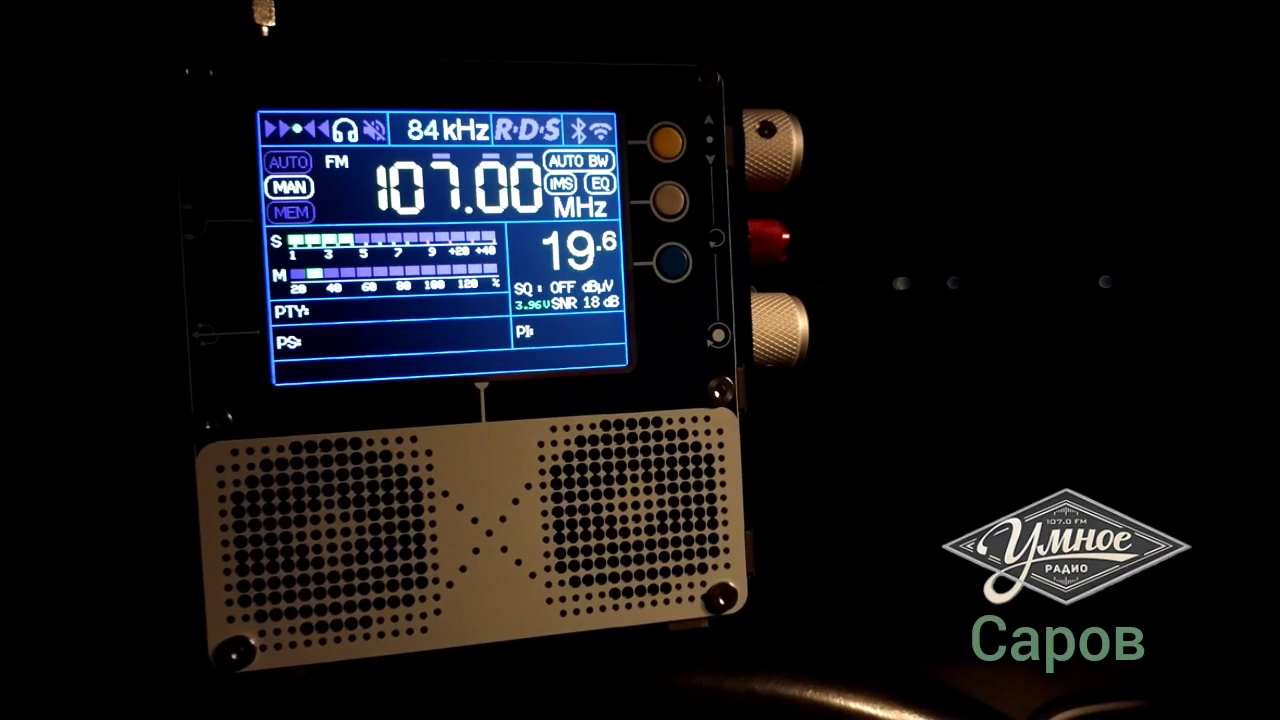 84 kHz R·D·S
AUTO FM 107.00 AUTO BW
MAN IMS EQ
MEM MHz
S 1 3 5 7 9 +20 +40
19.6
M 20 40 60 80 100 120 %
SQ : OFF dBµV
3.96V SNR 18 dB
PTY:
PS:
PI:
107.0 FM
Умное
РАДИО
Саров